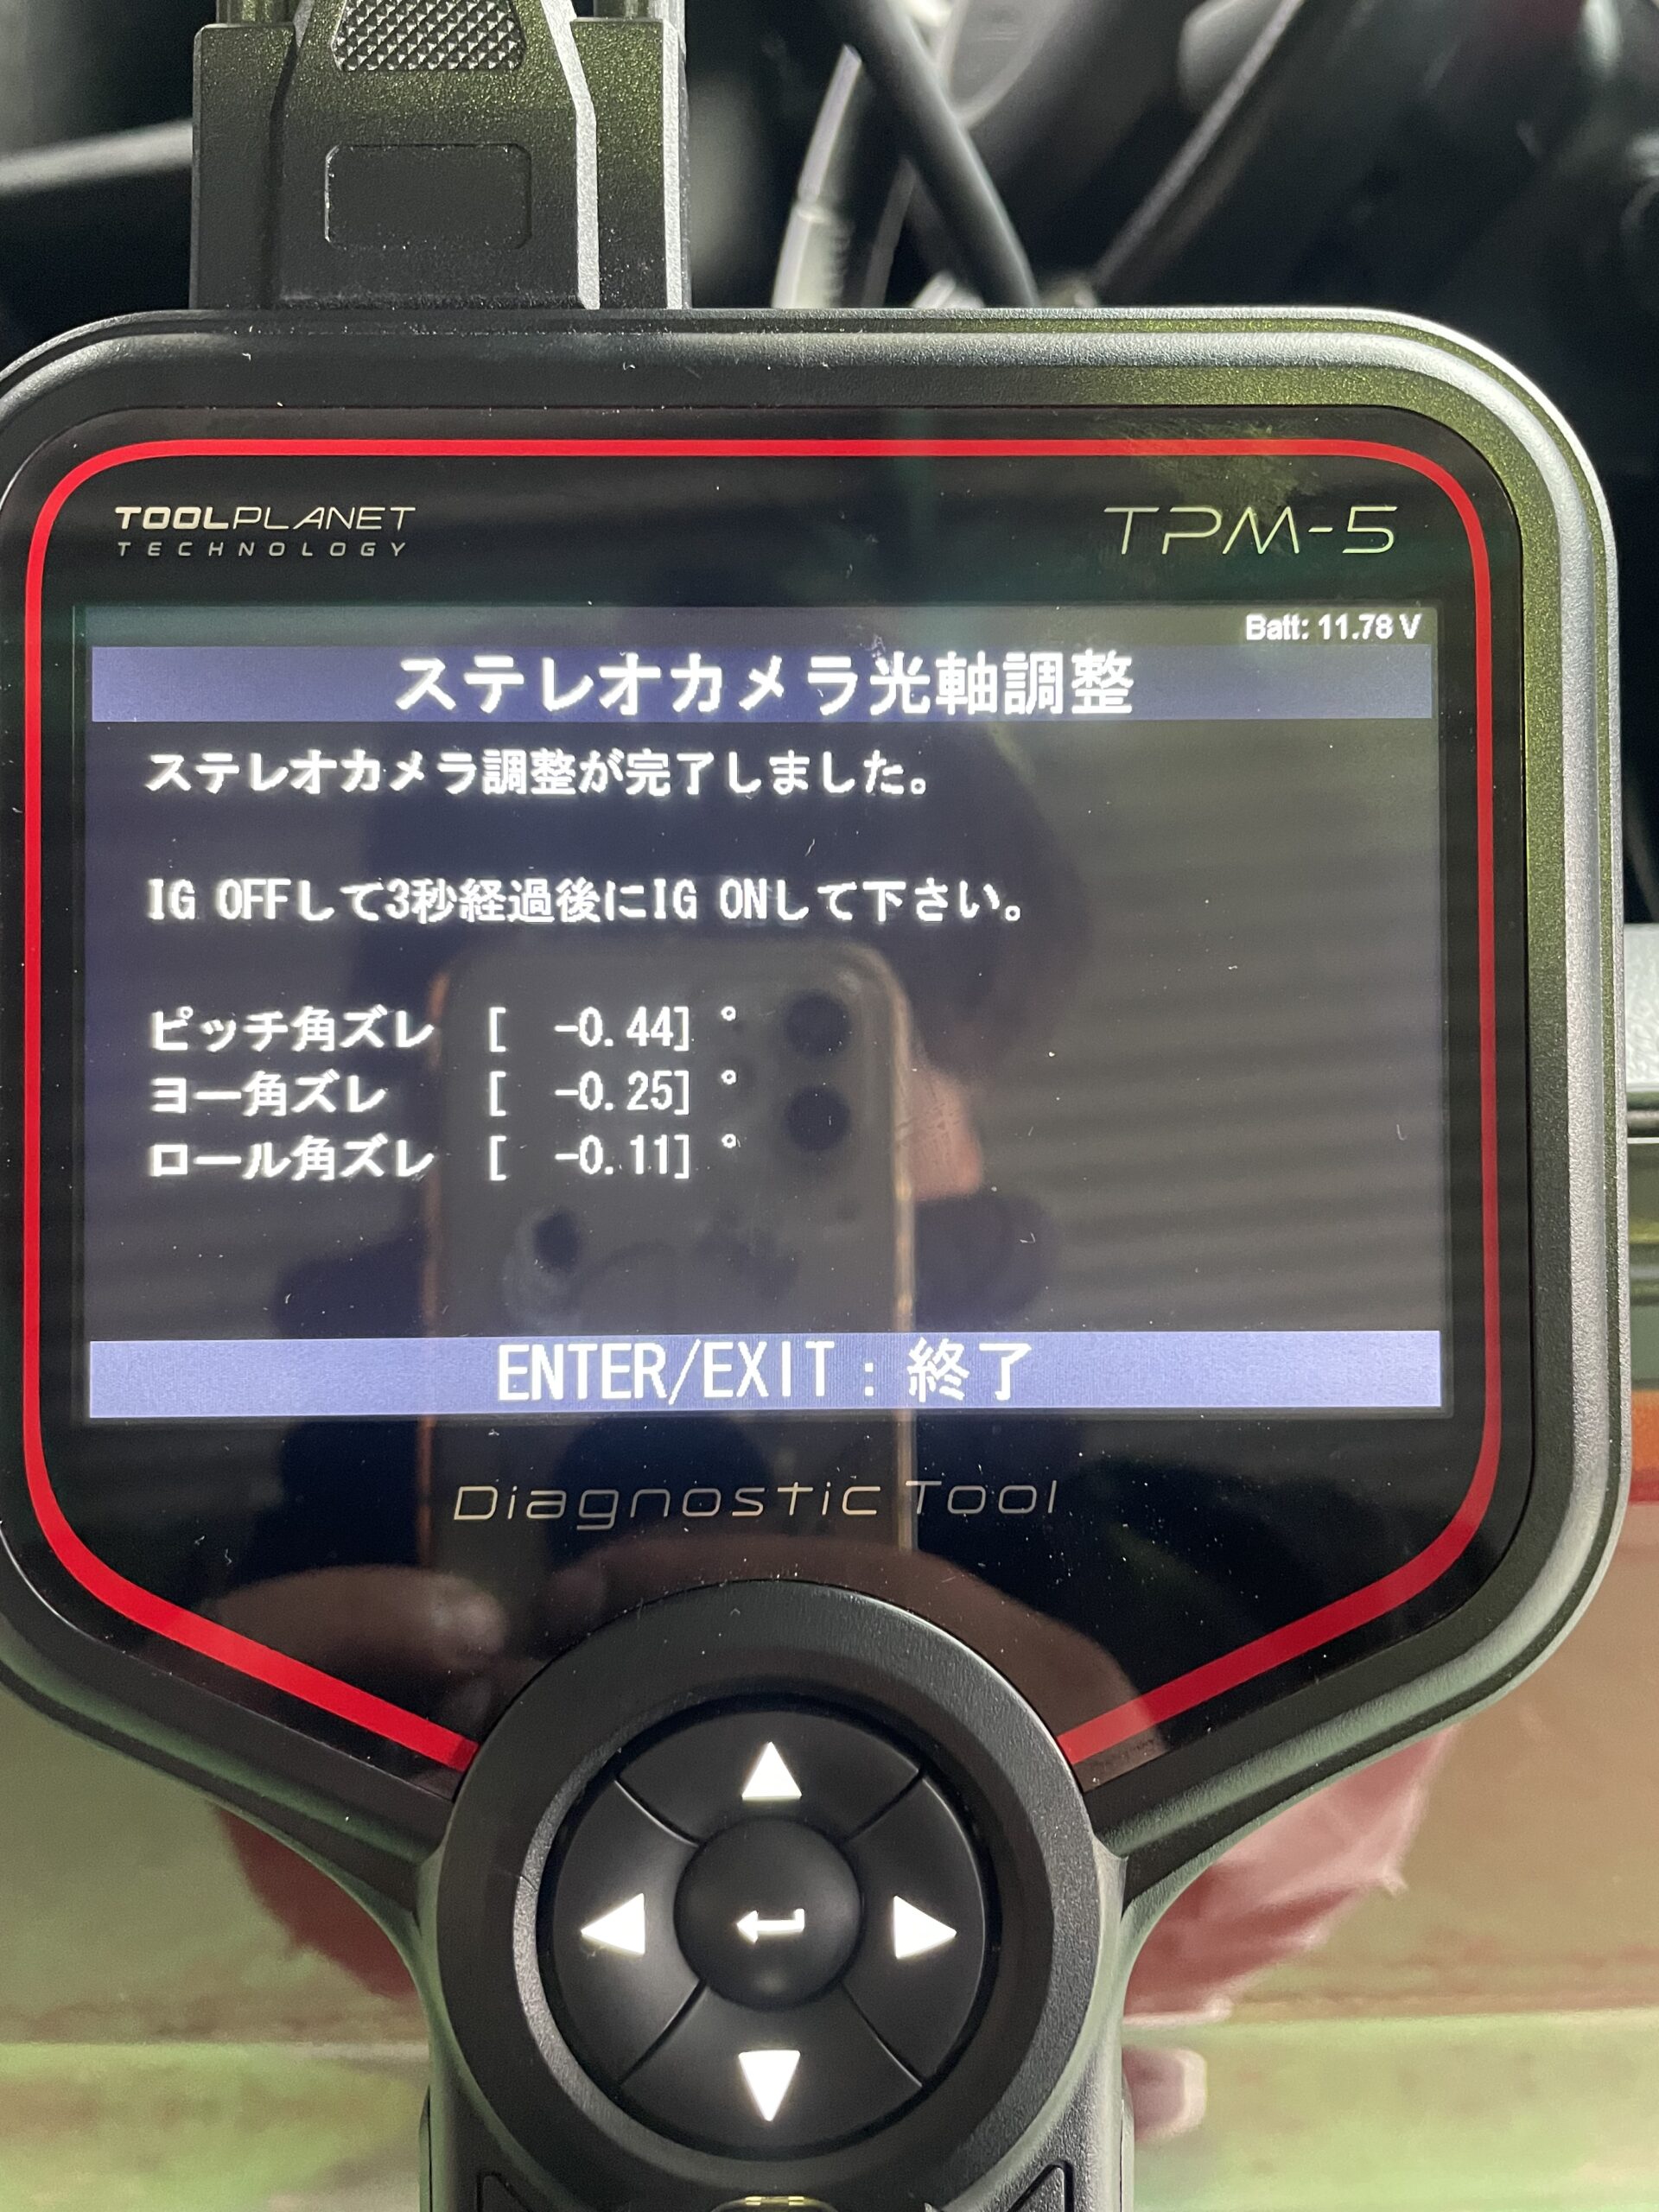 TOOLPLANET
TECHNOLOGY
TPM-5
Batt: 11.78 V
ステレオカメラ光軸調整
ステレオカメラ調整が完了しました。
IG OFFして3秒経過後にIG ONして下さい。
ピッチ角ズレ [ -0.44] °
ヨー角ズレ [ -0.25] °
ロール角ズレ [ -0.11] °
ENTER/EXIT : 終了
Diagnostic Tool